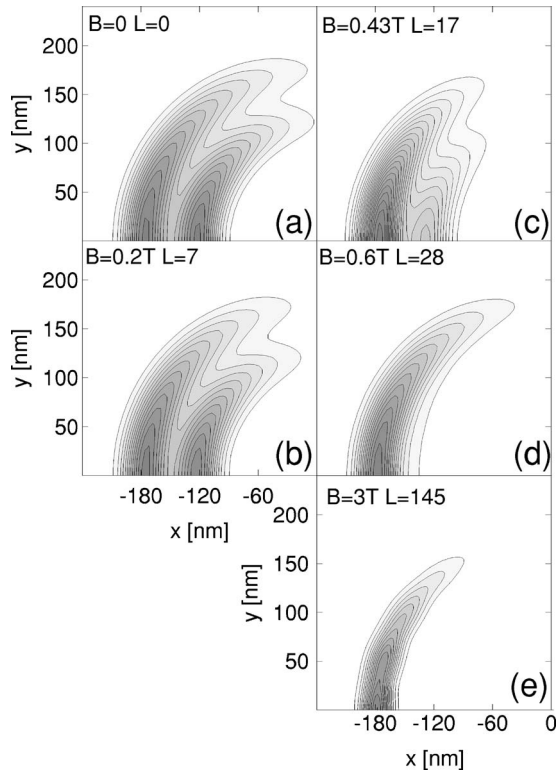 B=0 L=0
200
150
100
50
y [nm]
(a)
B=0.43T L=17
(c)
B=0.2T L=7
200
150
100
50
y [nm]
(b)
-180 -120 -60
x [nm]
B=0.6T L=28
(d)
B=3T L=145
200
150
100
50
y [nm]
(e)
-180 -120 -60 0
x [nm]